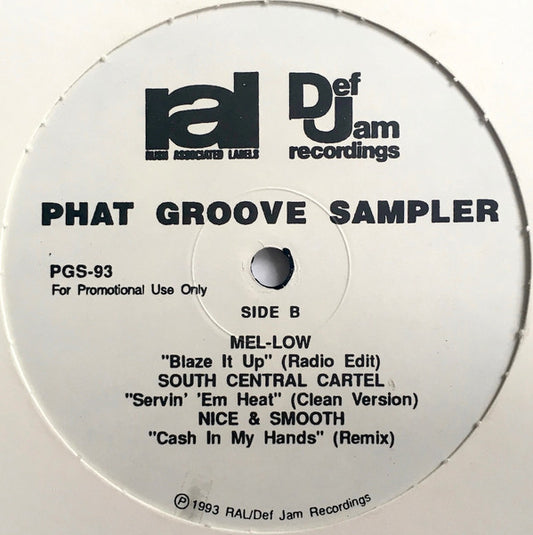 ral
RUSH ASSOCIATED LABELS
Def
Jam
recordings
PHAT GROOVE SAMPLER
PGS-93
For Promotional Use Only
SIDE B
MEL-LOW
"Blaze It Up" (Radio Edit)
SOUTH CENTRAL CARTEL
"Servin' 'Em Heat" (Clean Version)
NICE & SMOOTH
"Cash In My Hands" (Remix)
℗1993 RAL/Def Jam Recordings